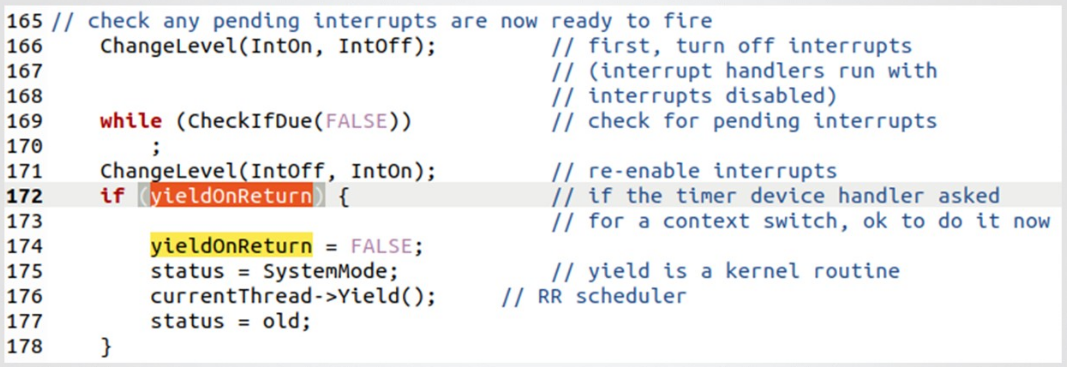 165 // check any pending interrupts are now ready to fire
166     ChangeLevel(IntOn, IntOff);         // first, turn off interrupts
167                                         // (interrupt handlers run with
168                                         // interrupts disabled)
169     while (CheckIfDue(FALSE))           // check for pending interrupts
170         ;
171     ChangeLevel(IntOff, IntOn);         // re-enable interrupts
172     if (yieldOnReturn) {                // if the timer device handler asked
173                                         // for a context switch, ok to do it now
174         yieldOnReturn = FALSE;
175         status = SystemMode;            // yield is a kernel routine
176         currentThread->Yield();     // RR scheduler
177         status = old;
178     }